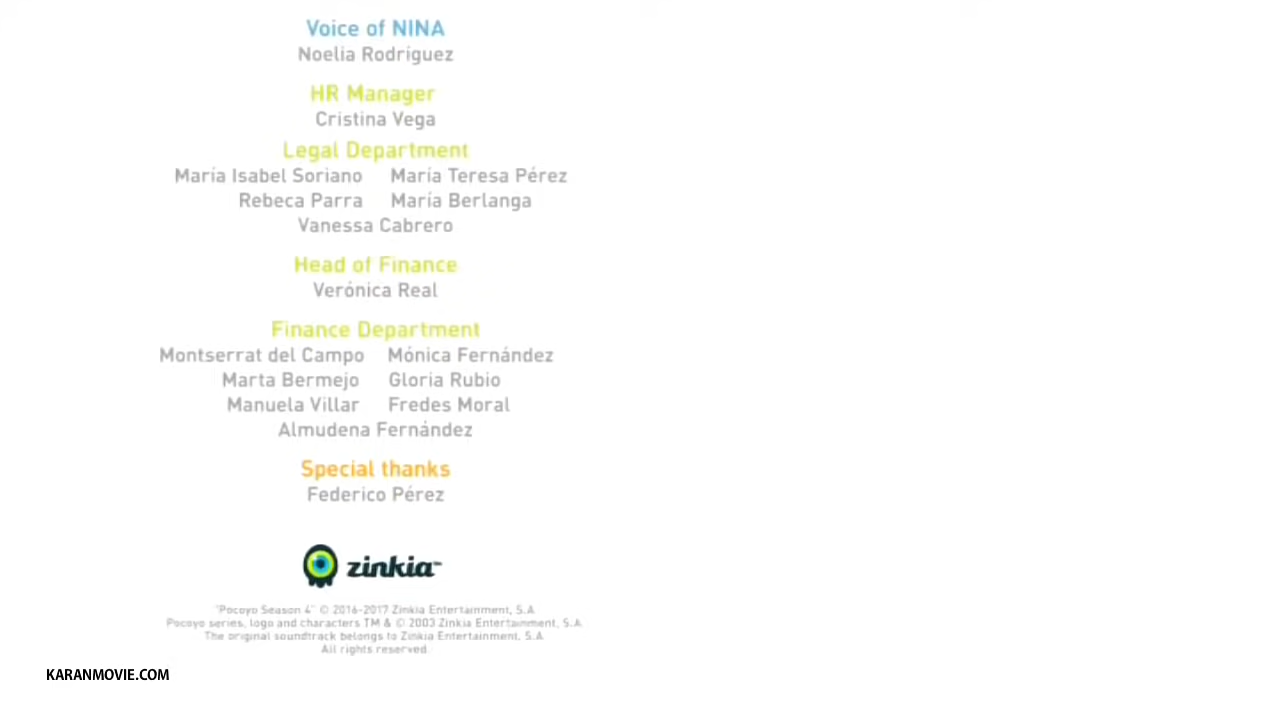 Voice of NINA
Noelia Rodríguez
HR Manager
Cristina Vega
Legal Department
María Isabel Soriano María Teresa Pérez
Rebeca Parra María Berlanga
Vanessa Cabrero
Head of Finance
Verónica Real
Finance Department
Montserrat del Campo Mónica Fernández
Marta Bermejo Gloria Rubio
Manuela Villar Fredes Moral
Almudena Fernández
Special thanks
Federico Pérez
zinkia™
"Pocoyo Season 4" © 2016-2017 Zinkia Entertainment, S.A
Pocoyo series, logo and characters TM & © 2003 Zinkia Entertainment, S.A.
The original soundtrack belongs to Zinkia Entertainment, S.A
All rights reserved.
KARANMOVIE.COM